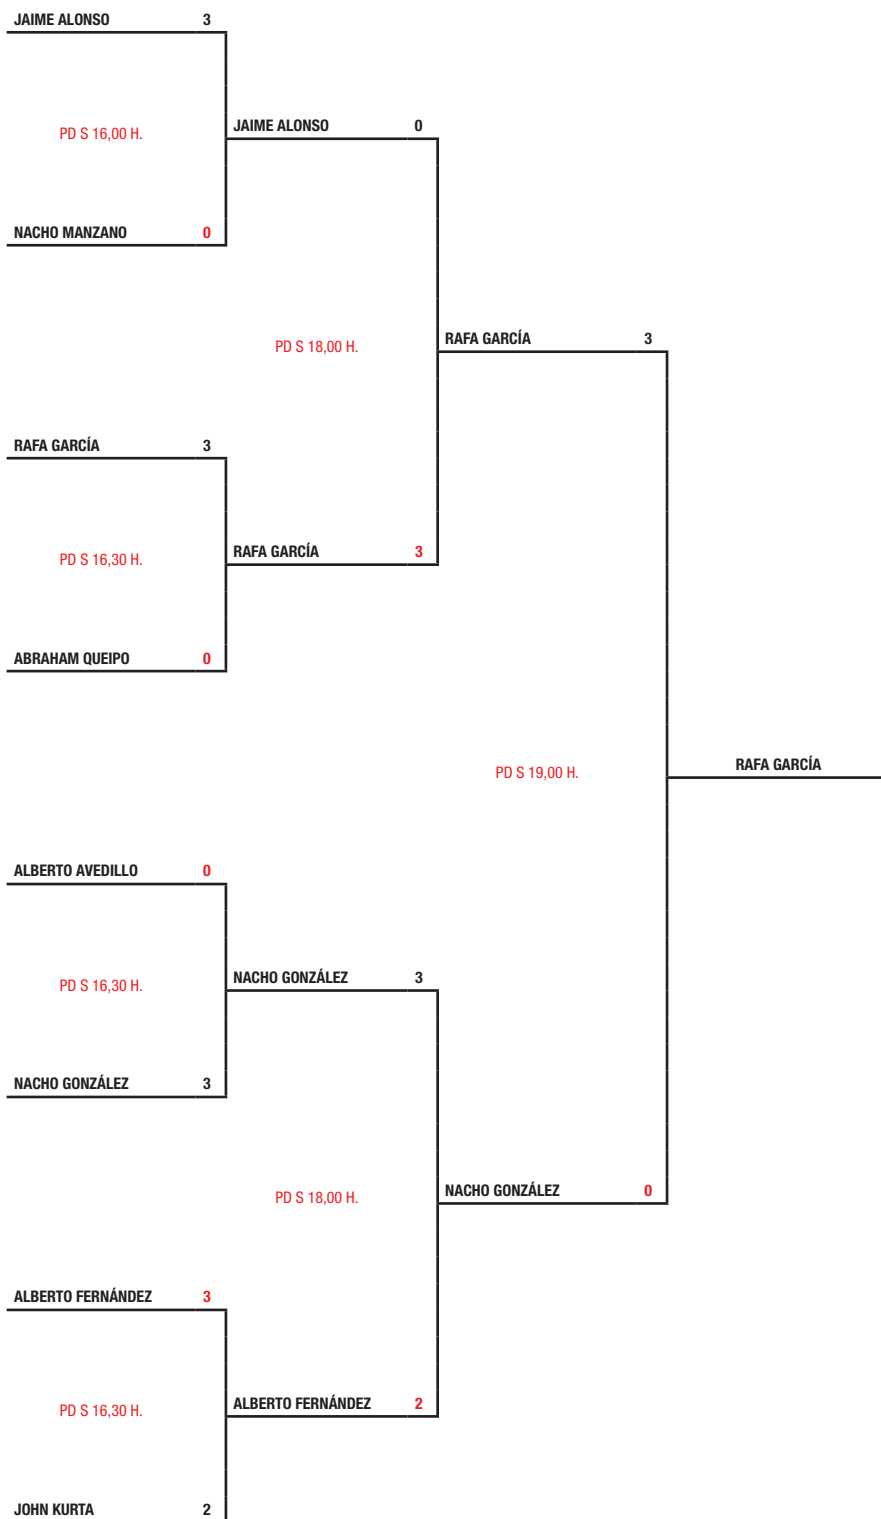 JAIME ALONSO 3
PD S 16,00 H.
JAIME ALONSO 0
NACHO MANZANO 0
PD S 18,00 H.
RAFA GARCÍA 3
RAFA GARCÍA 3
PD S 16,30 H.
RAFA GARCÍA 3
ABRAHAM QUEIPO 0
PD S 19,00 H.
RAFA GARCÍA
ALBERTO AVEDILLO 0
PD S 16,30 H.
NACHO GONZÁLEZ 3
NACHO GONZÁLEZ 3
PD S 18,00 H.
NACHO GONZÁLEZ 0
ALBERTO FERNÁNDEZ 3
PD S 16,30 H.
ALBERTO FERNÁNDEZ 2
JOHN KURTA 2